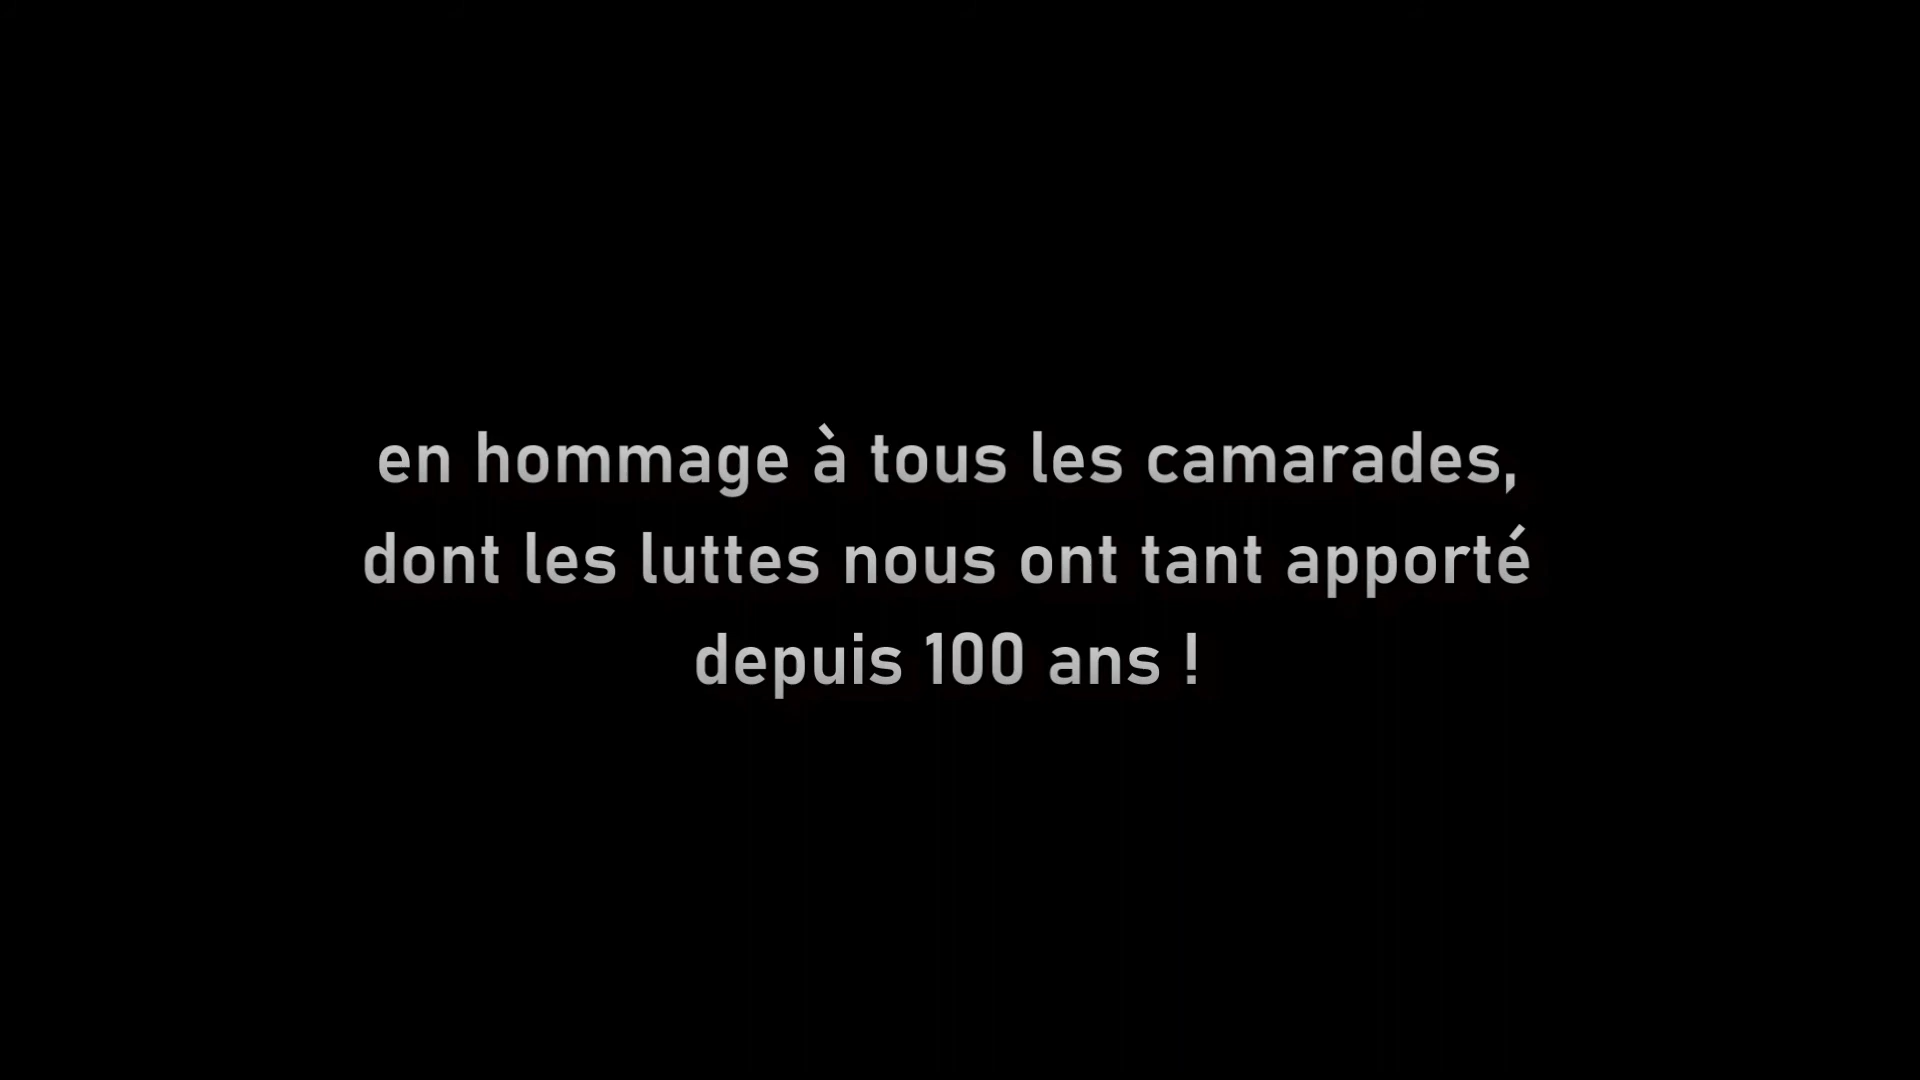 en hommage à tous les camarades,
dont les luttes nous ont tant apporté
depuis 100 ans !